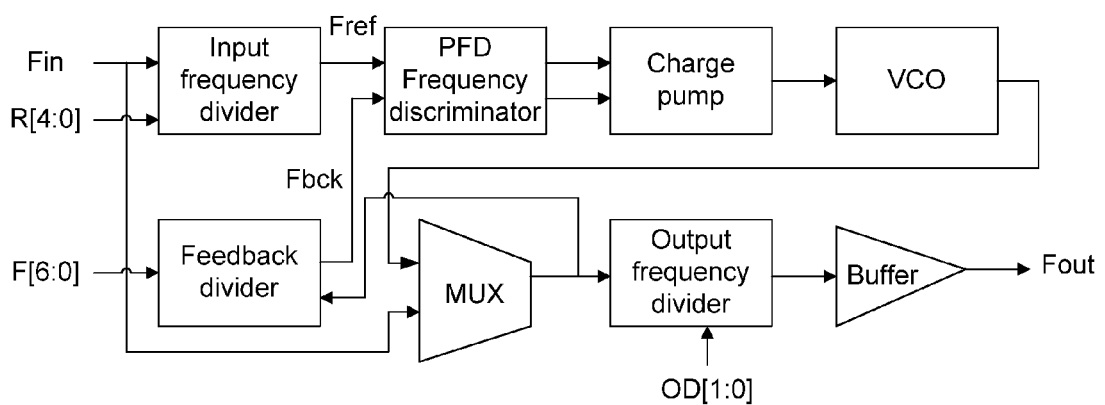 Fref
Fin
R[4:0]
Input
frequency
divider
PFD
Frequency
discriminator
Charge
pump
VCO
Fbck
F[6:0]
Feedback
divider
MUX
Output
frequency
divider
Buffer
Fout
OD[1:0]